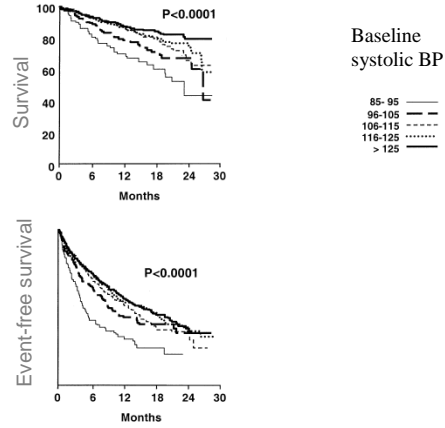 100
80
60
40
20
0
Survival
P<0.0001
0 6 12 18 24 30
Months
Baseline
systolic BP
85- 95
96-105
106-115
116-125
> 125
Event-free survival
P<0.0001
0 6 12 18 24 30
Months